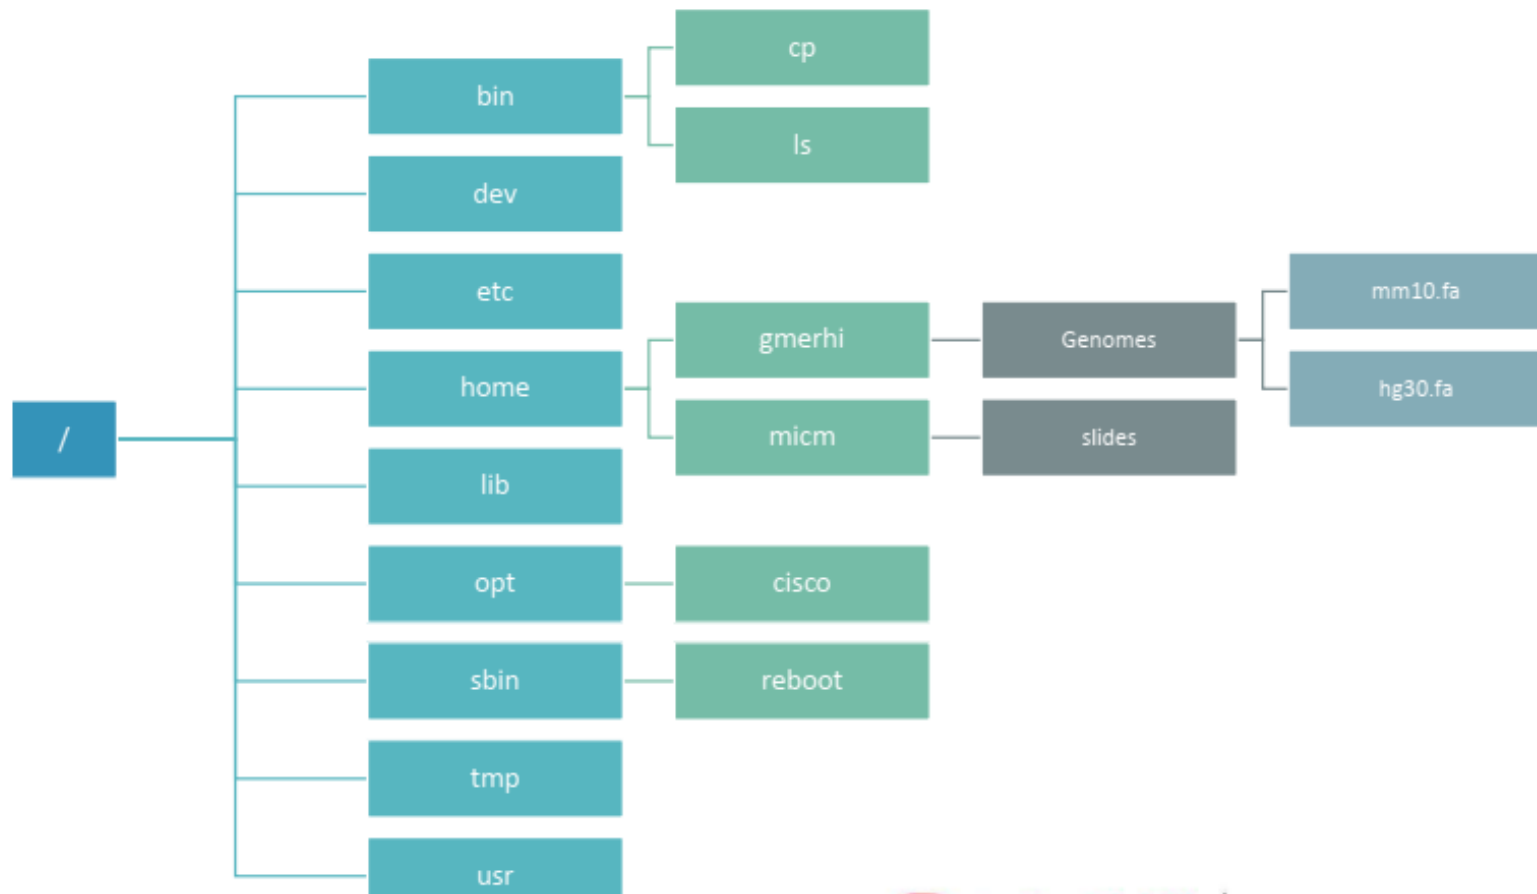 /
bin
cp
ls
dev
etc
home
gmerhi
Genomes
mm10.fa
hg30.fa
micm
slides
lib
opt
cisco
sbin
reboot
tmp
usr